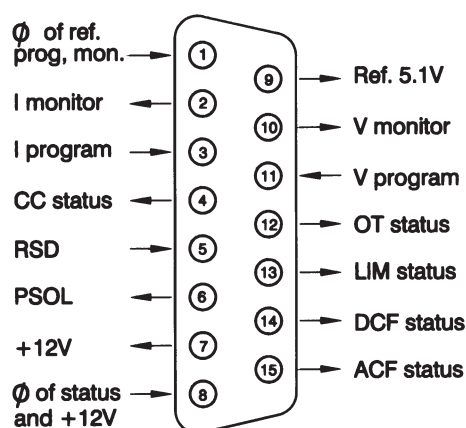 Ø of ref.
prog, mon.
I monitor
I program
CC status
RSD
PSOL
+12V
Ø of status
and +12V
1
2
3
4
5
6
7
8
9
10
11
12
13
14
15
Ref. 5.1V
V monitor
V program
OT status
LIM status
DCF status
ACF status